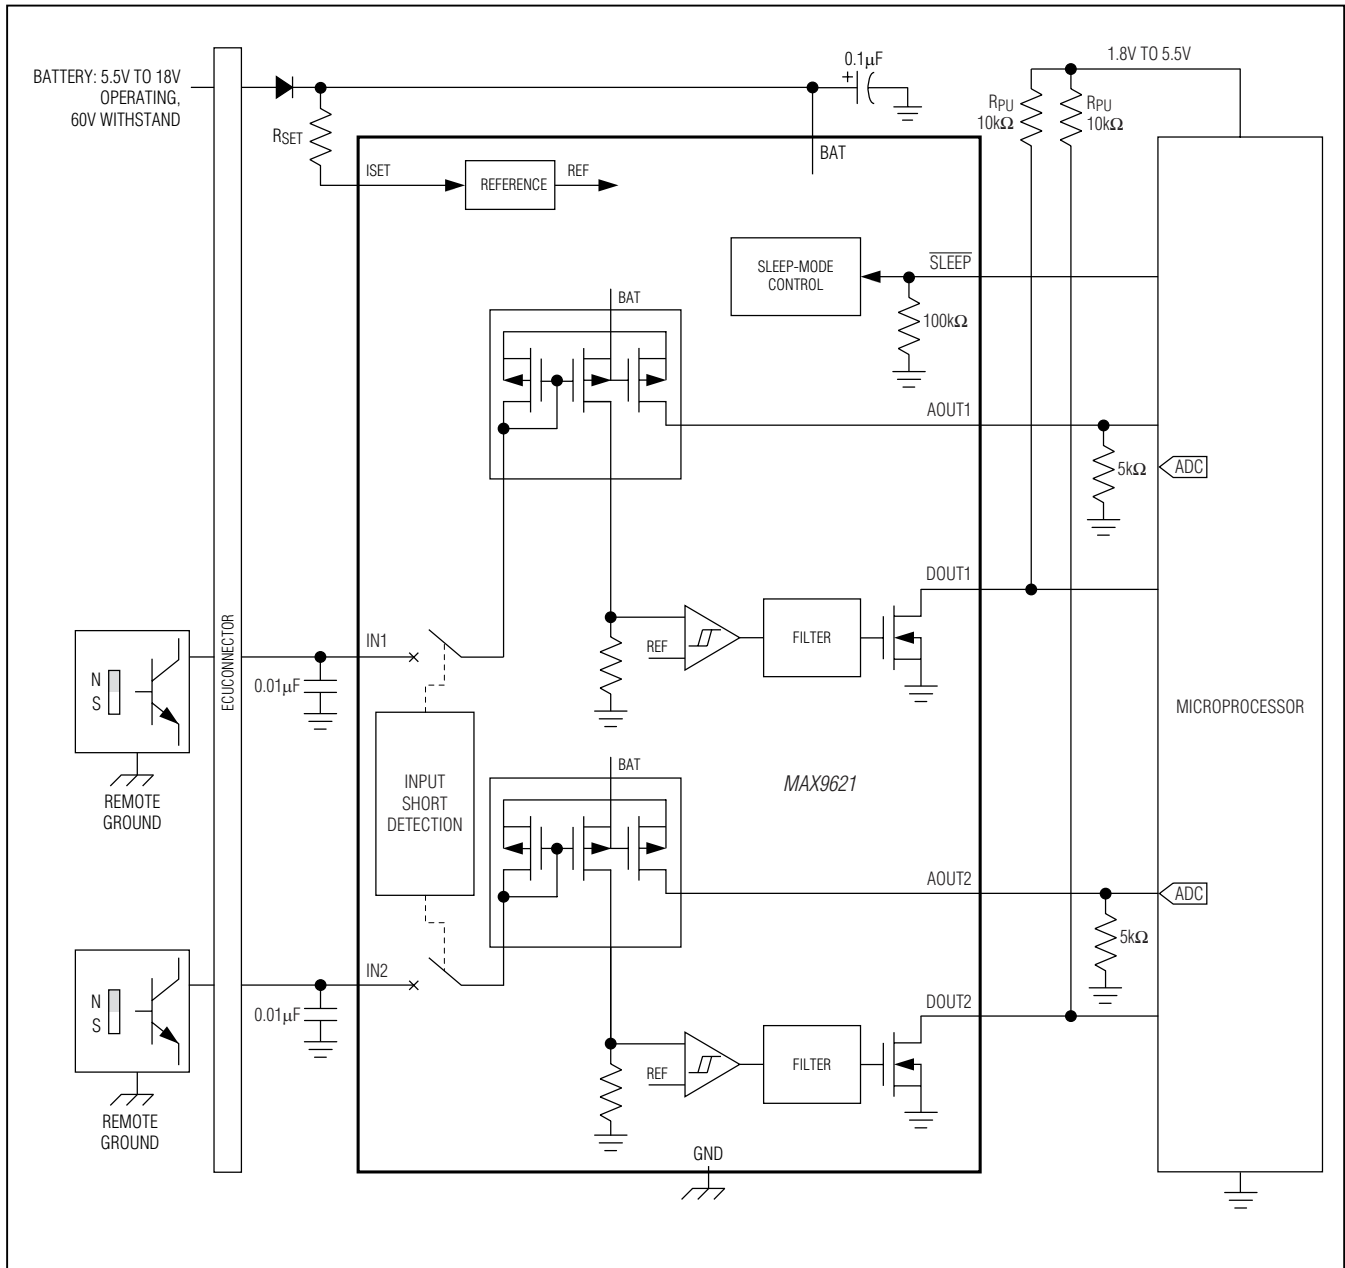 BATTERY: 5.5V TO 18V
OPERATING,
60V WITHSTAND
0.1μF
+
1.8V TO 5.5V
RPU
10kΩ
RPU
10kΩ
RSET
BAT
ISET
REFERENCE
REF
SLEEP-MODE
CONTROL
SLEEP
100kΩ
BAT
AOUT1
5kΩ
ADC
DOUT1
ECUCONNECTOR
IN1
REF
FILTER
N
S
0.01μF
REMOTE
GROUND
INPUT
SHORT
DETECTION
BAT
MAX9621
MICROPROCESSOR
AOUT2
ADC
5kΩ
IN2
DOUT2
N
S
0.01μF
REF
FILTER
REMOTE
GROUND
GND